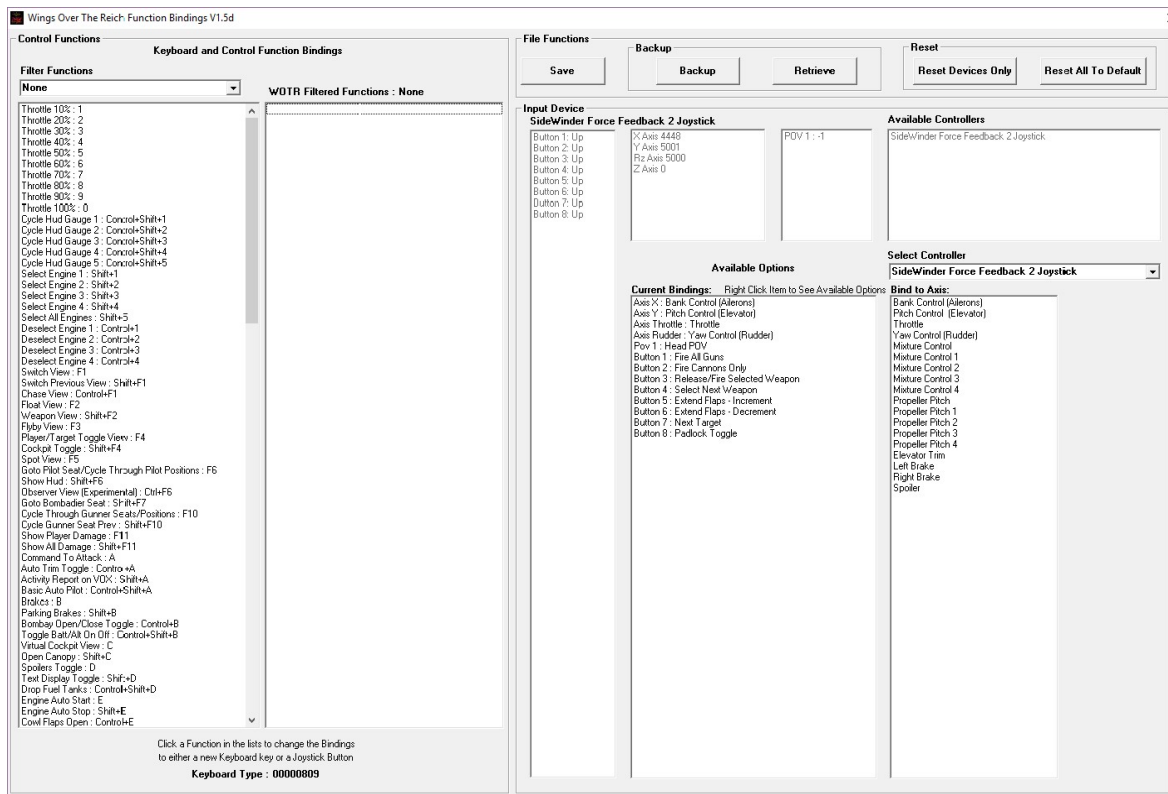 Wings Over The Reich Function Bindings V1.5d
Control Functions
Keyboard and Control Function Bindings
Filter Functions
None
WOTR Filtered Functions : None
Throttle 10% : 1
Throttle 20% : 2
Throttle 30% : 3
Throttle 40% : 4
Throttle 50% : 5
Throttle 60% : 6
Throttle 70% : 7
Throttle 80% : 8
Throttle 90% : 9
Throttle 100% : 0
Cycle Hud Gauge 1 : Control+Shift+1
Cycle Hud Gauge 2 : Control+Shift+2
Cycle Hud Gauge 3 : Control+Shift+3
Cycle Hud Gauge 4 : Control+Shift+4
Cycle Hud Gauge 5 : Control+Shift+5
Select Engine 1 : Shift+1
Select Engine 2 : Shift+2
Select Engine 3 : Shift+3
Select Engine 4 : Shift+4
Select All Engines : Shift+5
Deselect Engine 1 : Control+1
Deselect Engine 2 : Control+2
Deselect Engine 3 : Control+3
Deselect Engine 4 : Control+4
Switch View : F1
Switch Previous View : Shift+F1
Chase View : Control+F1
Float View : F2
Weapon View : Shift+F2
Flyby View : F3
Player/Target Toggle View : F4
Cockpit Toggle : Shift+F4
Spot View : F5
Goto Pilot Seat/Cycle Through Pilot Positions : F6
Show Hud : Shift+F6
Observer View (Experimental) : Ctrl+F6
Goto Bombadier Seat : Shift+F7
Cycle Through Gunner Seats/Positions : F10
Cycle Gunner Seat Prev : Shift+F10
Show Player Damage : F11
Show All Damage : Shift+F11
Command To Attack : A
Auto Trim Toggle : Control+A
Activity Report on VOX : Shift+A
Basic Auto Pilot : Control+Shift+A
Brakes : B
Parking Brakes : Shift+B
Bombay Open/Close Toggle : Control+B
Toggle Batt/Alt On Off : Control+Shift+B
Virtual Cockpit View : C
Open Canopy : Shift+C
Spoilers Toggle : D
Text Display Toggle : Shift+D
Drop Fuel Tanks : Control+Shift+D
Engine Auto Start : E
Engine Auto Stop : Shift+E
Cowl Flaps Open : Control+E
Click a Function in the lists to change the Bindings
to either a new Keyboard key or a Joystick Button
Keyboard Type : 00000809
File Functions
Save
Backup
Backup
Retrieve
Reset
Reset Devices Only
Reset All To Default
Input Device
SideWinder Force Feedback 2 Joystick
Button 1: Up
Button 2: Up
Button 3: Up
Button 4: Up
Button 5: Up
Button 6: Up
Button 7: Up
Button 8: Up
X Axis 4448
Y Axis 5001
Rz Axis 5000
Z Axis 0
POV 1 : -1
Available Controllers
SideWinder Force Feedback 2 Joystick
Select Controller
SideWinder Force Feedback 2 Joystick
Available Options
Current Bindings: Right Click Item to See Available Options
Axis X : Bank Control (Ailerons)
Axis Y : Pitch Control (Elevator)
Axis Throttle : Throttle
Axis Rudder : Yaw Control (Rudder)
Pov 1 : Head POV
Button 1 : Fire All Guns
Button 2 : Fire Cannons Only
Button 3 : Release/Fire Selected Weapon
Button 4 : Select Next Weapon
Button 5 : Extend Flaps - Increment
Button 6 : Extend Flaps - Decrement
Button 7 : Next Target
Button 8 : Padlock Toggle
Bind to Axis:
Bank Control (Ailerons)
Pitch Control (Elevator)
Throttle
Yaw Control (Rudder)
Mixture Control
Mixture Control 1
Mixture Control 2
Mixture Control 3
Mixture Control 4
Propeller Pitch
Propeller Pitch 1
Propeller Pitch 2
Propeller Pitch 3
Propeller Pitch 4
Elevator Trim
Left Brake
Right Brake
Spoiler